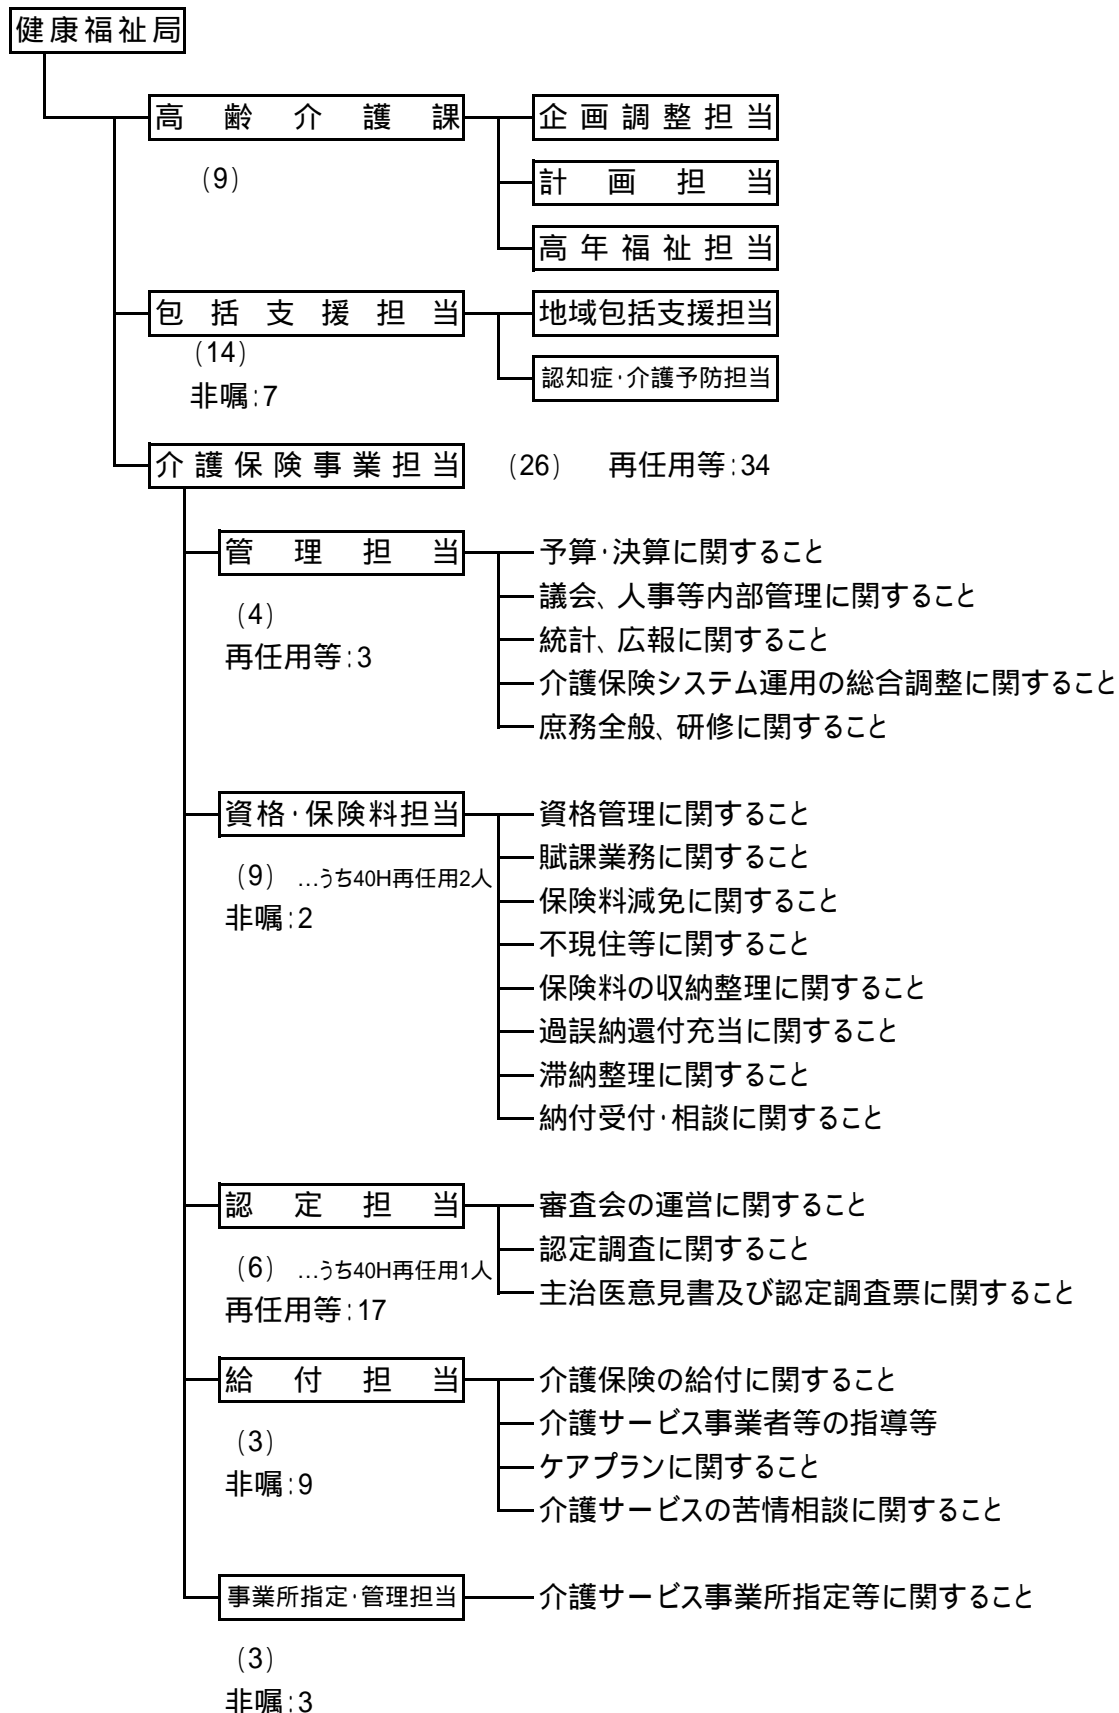 健康福祉局
高齢介護課
企画調整担当
(9)
計画担当
高年福祉担当
包括支援担当
地域包括支援担当
(14)
非嘱:7
認知症・介護予防担当
介護保険事業担当 (26) 再任用等:34
管理担当
予算・決算に関すること
議会、人事等内部管理に関すること
(4)
統計、広報に関すること
再任用等:3
介護保険システム運用の総合調整に関すること
庶務全般、研修に関すること
資格・保険料担当
資格管理に関すること
賦課業務に関すること
(9) …うち40H再任用2人
保険料減免に関すること
非嘱:2
不現住等に関すること
保険料の収納整理に関すること
過誤納還付充当に関すること
滞納整理に関すること
納付受付・相談に関すること
認定担当
審査会の運営に関すること
認定調査に関すること
(6) …うち40H再任用1人
主治医意見書及び認定調査票に関すること
再任用等:17
給付担当
介護保険の給付に関すること
介護サービス事業者等の指導等
(3)
ケアプランに関すること
非嘱:9
介護サービスの苦情相談に関すること
事業所指定・管理担当
介護サービス事業所指定等に関すること
(3)
非嘱:3